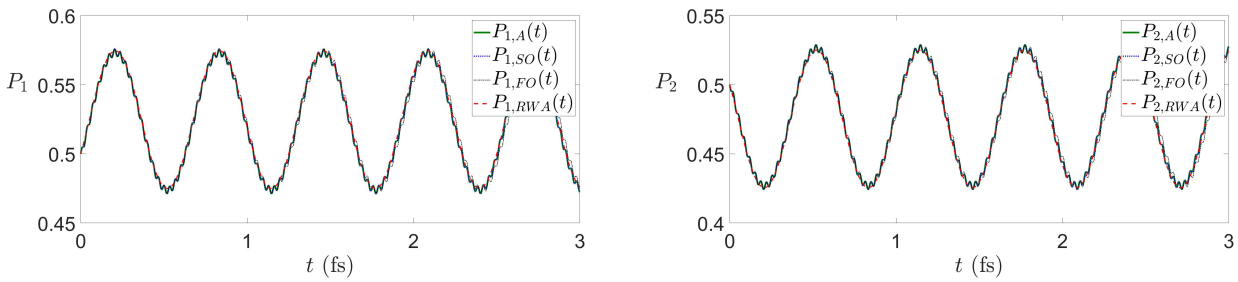 0.6
0.55
0.5
0.45
P₁
0 1 2 3
t (fs)
P₁,A(t)
P₁,SO(t)
P₁,FO(t)
P₁,RWA(t)
0.55
0.5
0.45
0.4
P₂
0 1 2 3
t (fs)
P₂,A(t)
P₂,SO(t)
P₂,FO(t)
P₂,RWA(t)